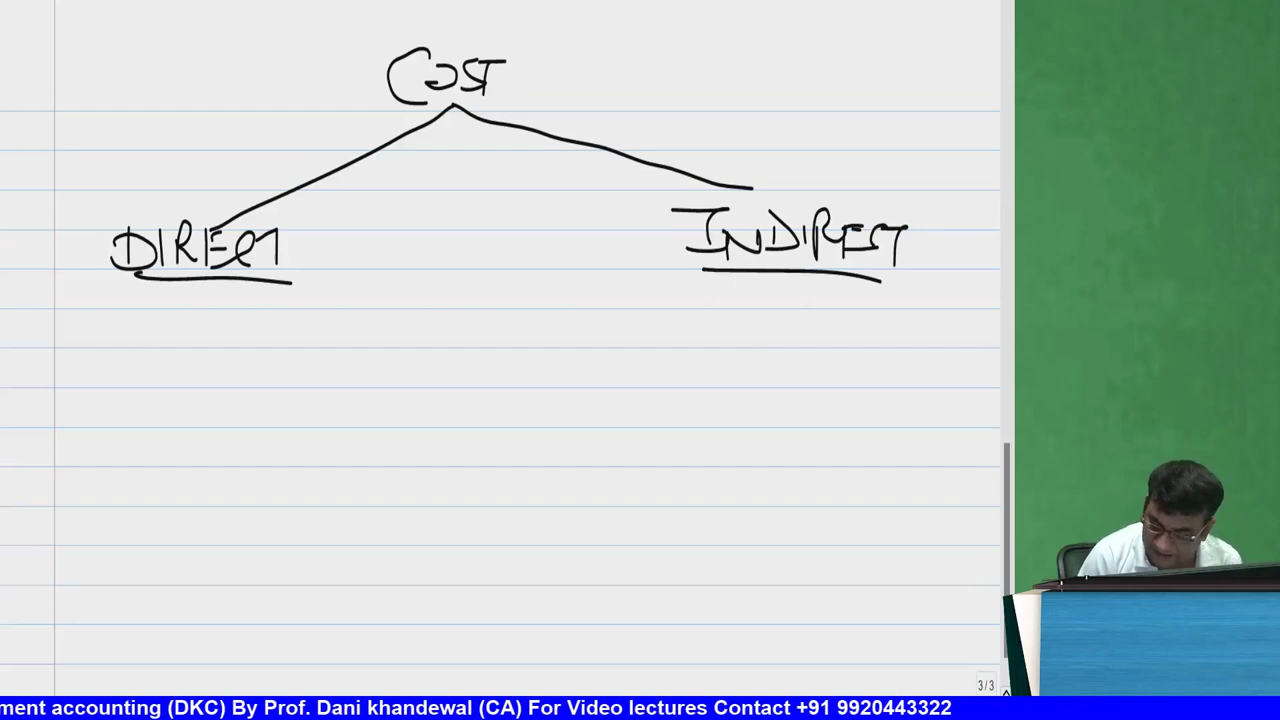 COST
DIRECT
INDIRECT
3/3
ment accounting (DKC) By Prof. Dani khandewal (CA) For Video lectures Contact +91 9920443322